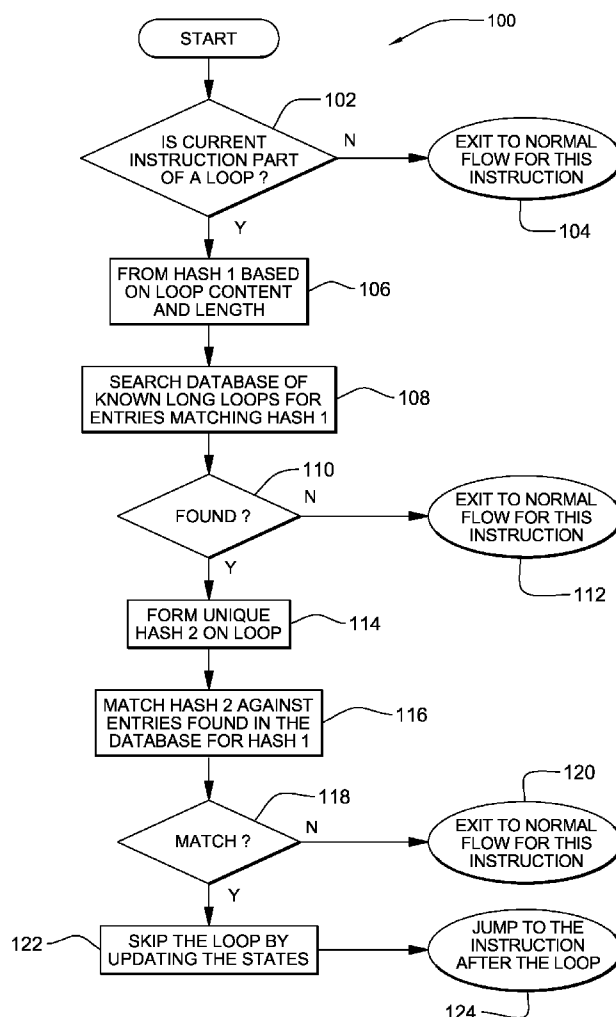 START
100
102
IS CURRENT
INSTRUCTION PART
OF A LOOP ?
N
EXIT TO NORMAL
FLOW FOR THIS
INSTRUCTION
104
Y
FROM HASH 1 BASED
ON LOOP CONTENT
AND LENGTH
106
SEARCH DATABASE OF
KNOWN LONG LOOPS FOR
ENTRIES MATCHING HASH 1
108
110
FOUND ?
N
EXIT TO NORMAL
FLOW FOR THIS
INSTRUCTION
112
Y
FORM UNIQUE
HASH 2 ON LOOP
114
MATCH HASH 2 AGAINST
ENTRIES FOUND IN THE
DATABASE FOR HASH 1
116
118
MATCH ?
N
120
EXIT TO NORMAL
FLOW FOR THIS
INSTRUCTION
Y
122
SKIP THE LOOP BY
UPDATING THE STATES
JUMP TO THE
INSTRUCTION
AFTER THE LOOP
124